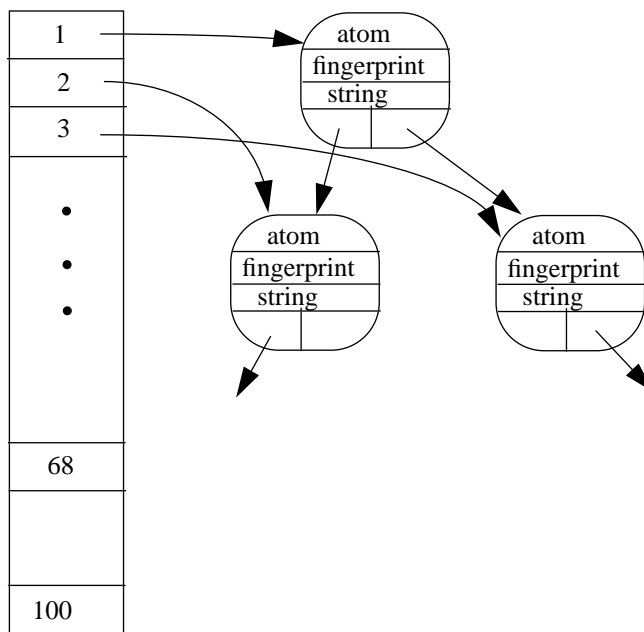 1
2
3
68
100
atom
fingerprint
string
atom
fingerprint
string
atom
fingerprint
string